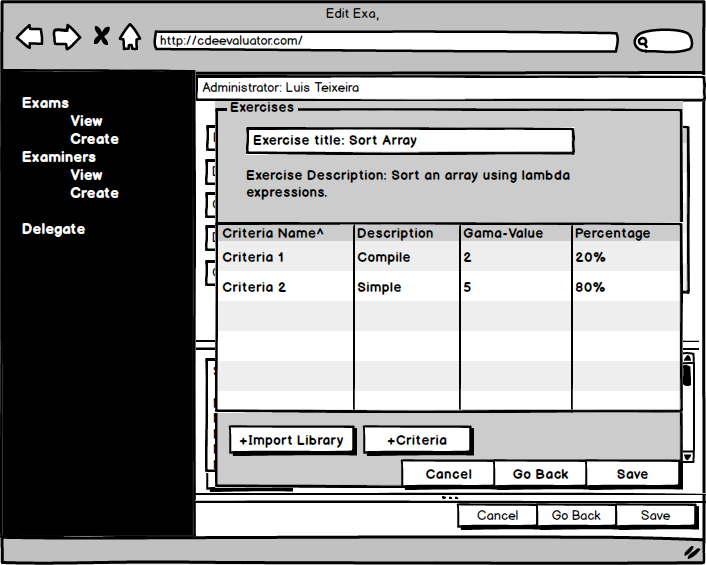 Edit Exa,
http://cdeevaluator.com/
Administrator: Luis Teixeira
Exams
View
Create
Examiners
View
Create
Delegate
Exercises
Exercise title: Sort Array
Exercise Description: Sort an array using lambda
expressions.
Criteria Name^ Description Gama-Value Percentage
Criteria 1 Compile 2 20%
Criteria 2 Simple 5 80%
+Import Library +Criteria
Cancel Go Back Save
Cancel Go Back Save